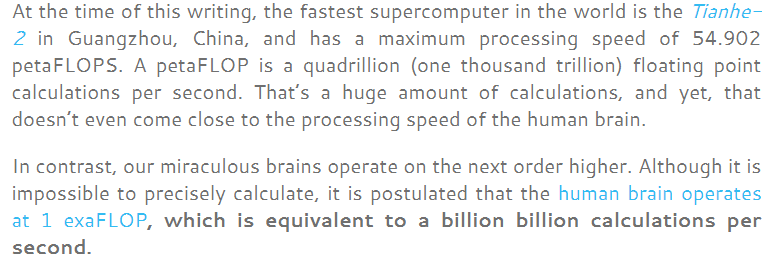 At the time of this writing, the fastest supercomputer in the world is the Tianhe-
2 in Guangzhou, China, and has a maximum processing speed of 54.902
petaFLOPS. A petaFLOP is a quadrillion (one thousand trillion) floating point
calculations per second. That's a huge amount of calculations, and yet, that
doesn't even come close to the processing speed of the human brain.
In contrast, our miraculous brains operate on the next order higher. Although it is
impossible to precisely calculate, it is postulated that the human brain operates
at 1 exaFLOP, which is equivalent to a billion billion calculations per
second.